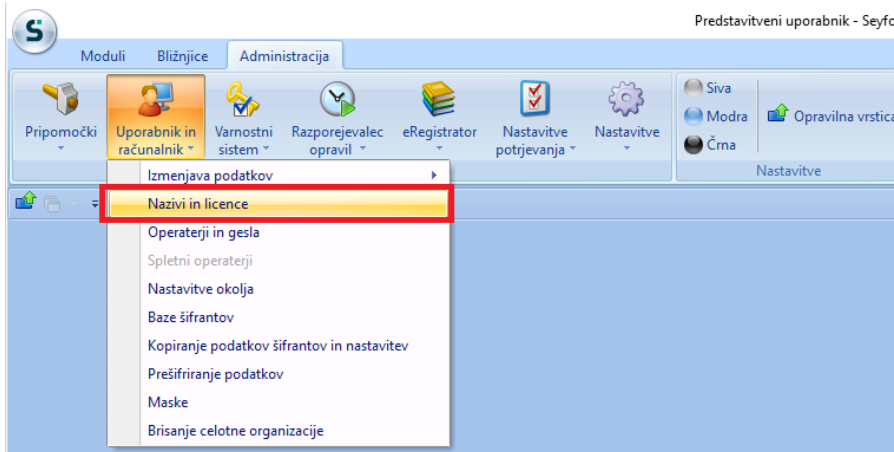 Predstavitveni uporabnik - Seyfo
S
Moduli Bližnjice Administracija
Pripomočki
Uporabnik in
računalnik
Varnostni
sistem
Razporejevalec
opravil
eRegistrator
Nastavitve
potrjevanja
Nastavitve
Siva
Modra
Črna
Opravilna vrstica
Nastavitve
Izmenjava podatkov
Nazivi in licence
Operaterji in gesla
Spletni operaterji
Nastavitve okolja
Baze šifrantov
Kopiranje podatkov šifrantov in nastavitev
Prešifriranje podatkov
Maske
Brisanje celotne organizacije